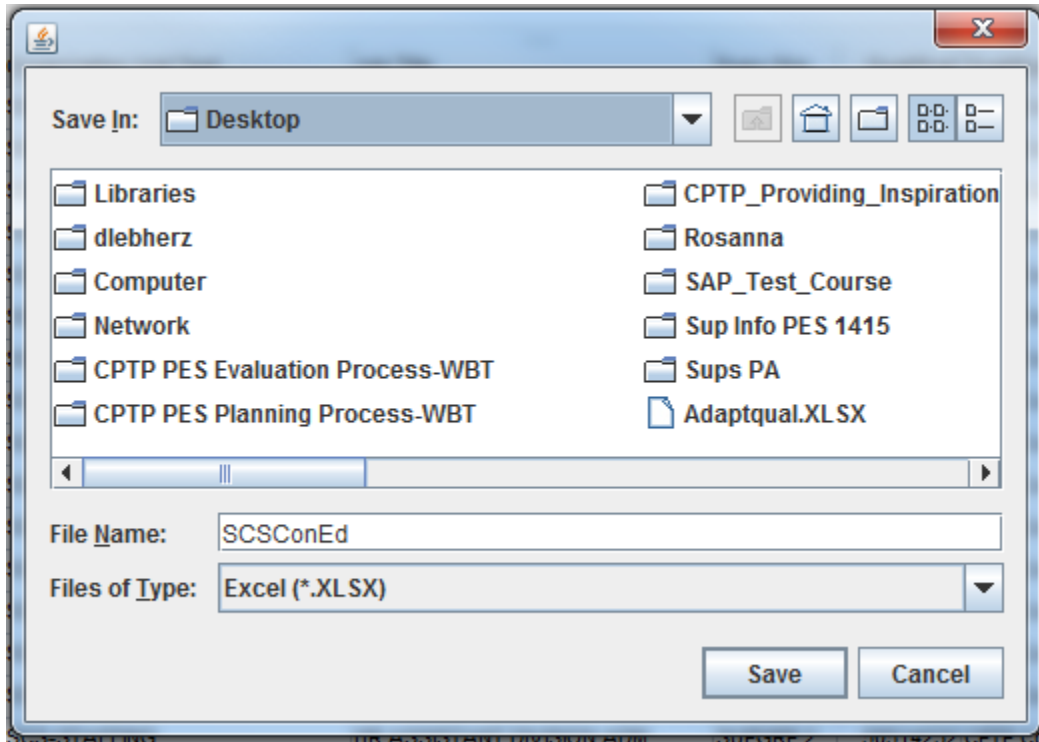 Save In: Desktop
Libraries
dlebherz
Computer
Network
CPTP PES Evaluation Process-WBT
CPTP PES Planning Process-WBT
CPTP_Providing_Inspiration
Rosanna
SAP_Test_Course
Sup Info PES 1415
Sups PA
Adaptqual.XLSX
File Name: SCSConEd
Files of Type: Excel (*.XLSX)
Save Cancel